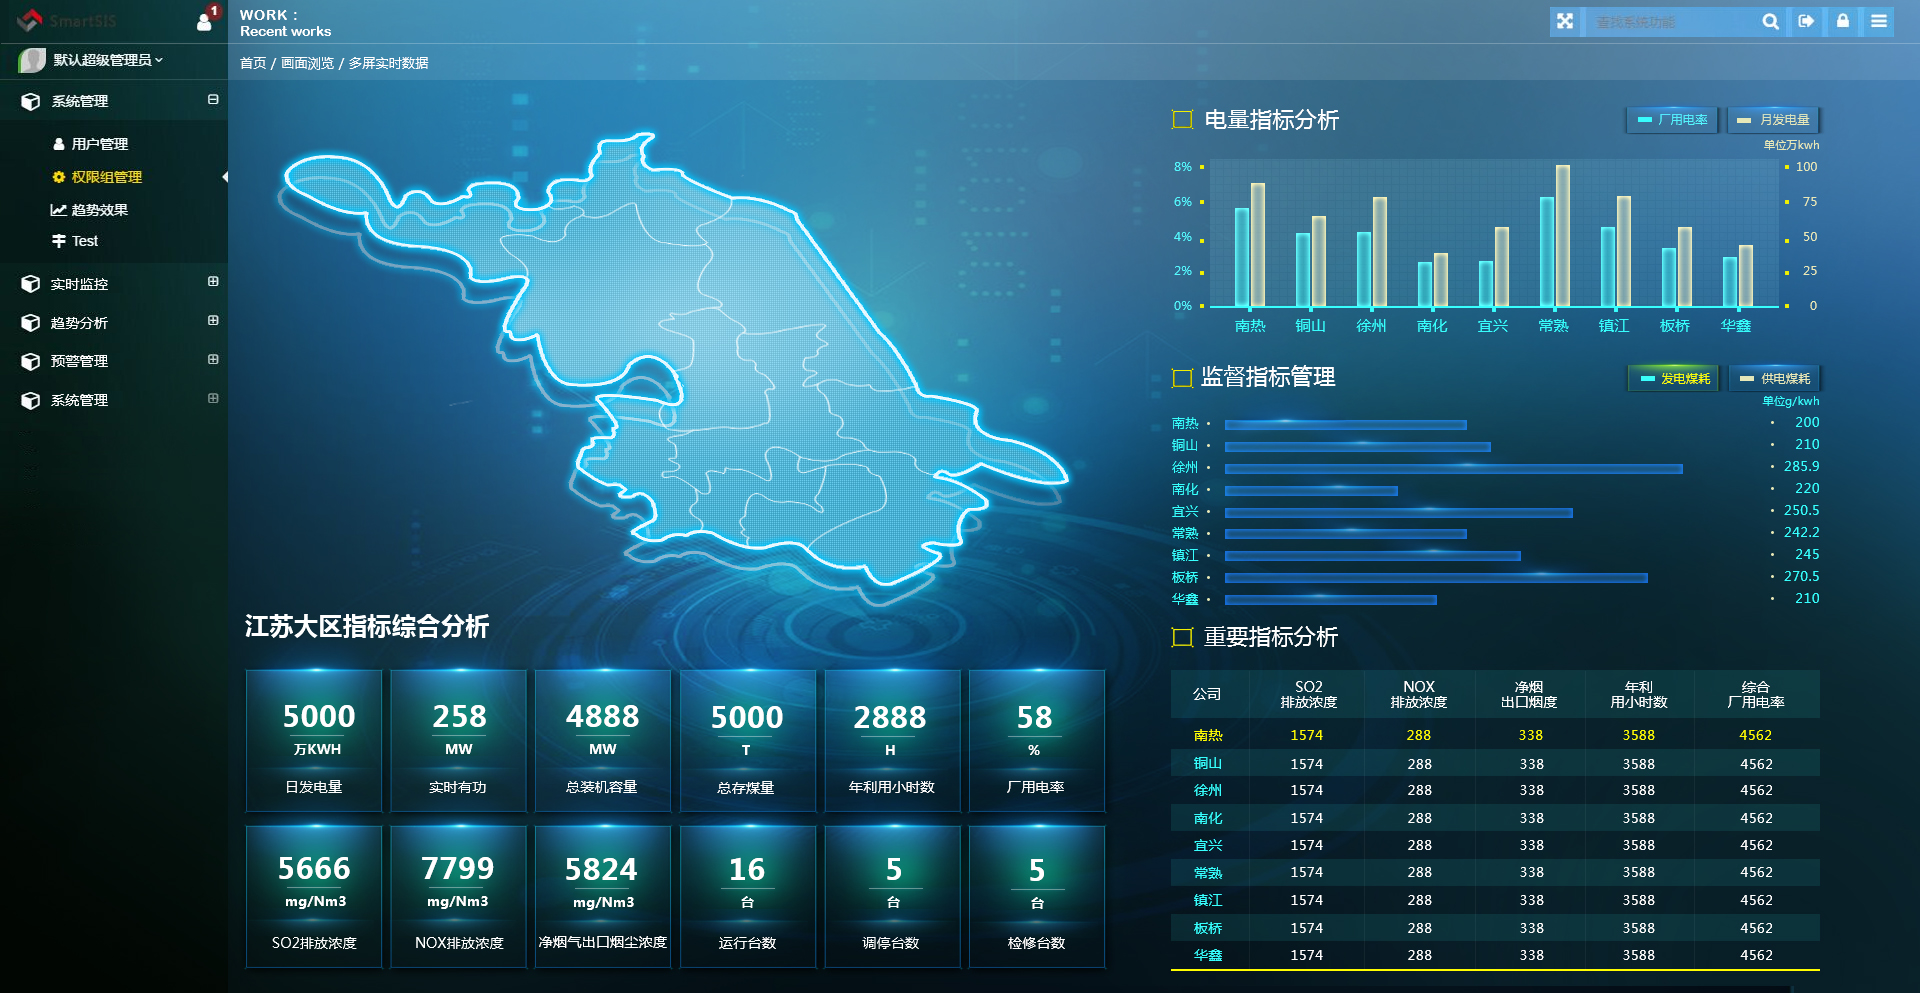 SmartSIS
1
WORK：
Recent works
查找系统功能
默认超级管理员
首页 / 画面浏览 / 多屏实时数据
系统管理
用户管理
权限组管理
趋势效果
Test
实时监控
趋势分析
预警管理
系统管理
江苏大区指标综合分析
5000
万KWH
日发电量
258
MW
实时有功
4888
MW
总装机容量
5000
T
总存煤量
2888
H
年利用小时数
58
%
厂用电率
5666
mg/Nm3
SO2排放浓度
7799
mg/Nm3
NOX排放浓度
5824
mg/Nm3
净烟气出口烟尘浓度
16
台
运行台数
5
台
调停台数
5
台
检修台数
电量指标分析
厂用电率
月发电量
单位万kwh
8%
6%
4%
2%
0%
100
75
50
25
0
南热 铜山 徐州 南化 宜兴 常熟 镇江 板桥 华鑫
监督指标管理
发电煤耗
供电煤耗
单位g/kwh
南热 200
铜山 210
徐州 285.9
南化 220
宜兴 250.5
常熟 242.2
镇江 245
板桥 270.5
华鑫 210
重要指标分析
公司
SO2
排放浓度
NOX
排放浓度
净烟
出口烟度
年利
用小时数
综合
厂用电率
南热 1574 288 338 3588 4562
铜山 1574 288 338 3588 4562
徐州 1574 288 338 3588 4562
南化 1574 288 338 3588 4562
宜兴 1574 288 338 3588 4562
常熟 1574 288 338 3588 4562
镇江 1574 288 338 3588 4562
板桥 1574 288 338 3588 4562
华鑫 1574 288 338 3588 4562